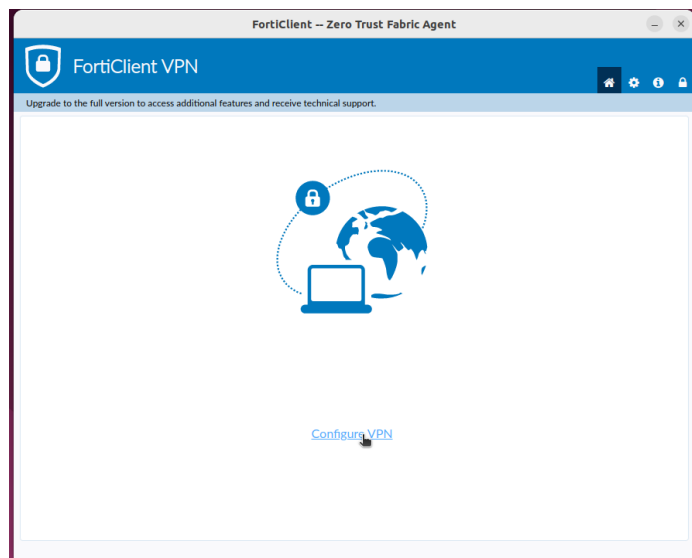 FortiClient -- Zero Trust Fabric Agent
FortiClient VPN
Upgrade to the full version to access additional features and receive technical support.
Configure VPN